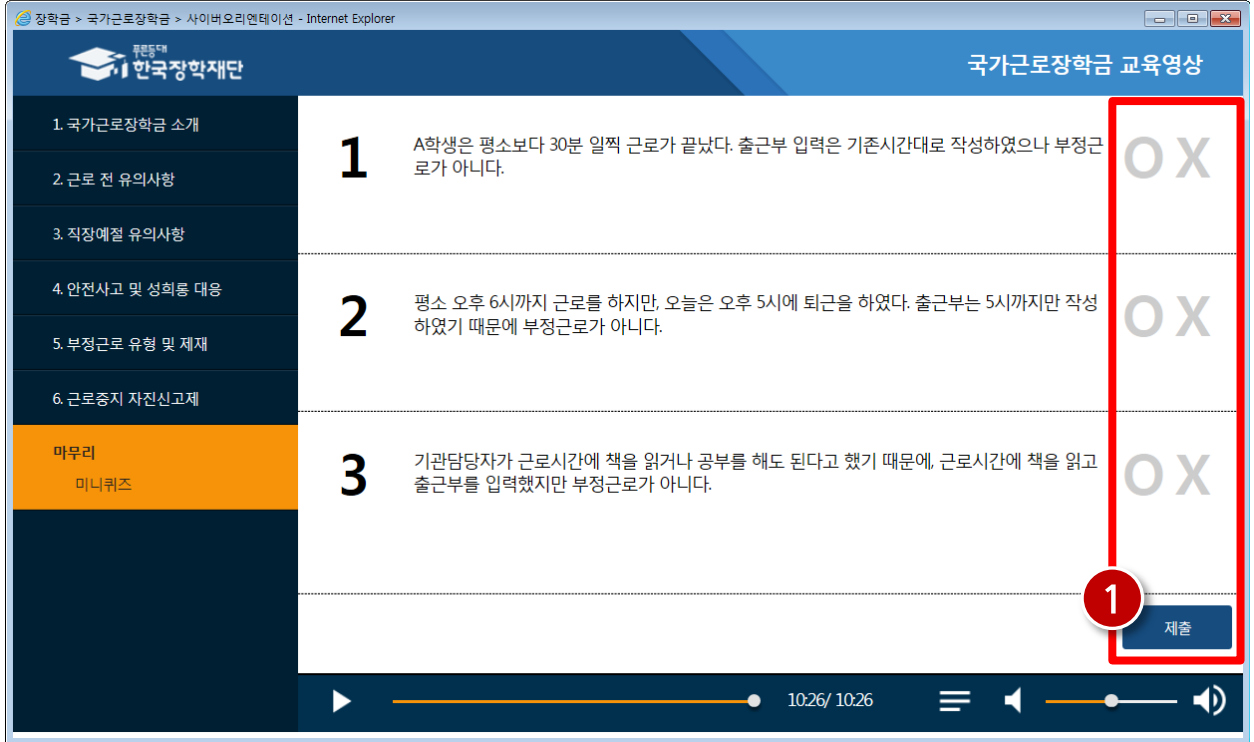 장학금 > 국가근로장학금 > 사이버오리엔테이션 - Internet Explorer
푸른등대
한국장학재단
국가근로장학금 교육영상
1. 국가근로장학금 소개
2. 근로 전 유의사항
3. 직장예절 유의사항
4. 안전사고 및 성희롱 대응
5. 부정근로 유형 및 제재
6. 근로중지 자진신고제
마무리
미니퀴즈
1
A학생은 평소보다 30분 일찍 근로가 끝났다. 출근부 입력은 기존시간대로 작성하였으나 부정근
로가 아니다.
O X
2
평소 오후 6시까지 근로를 하지만, 오늘은 오후 5시에 퇴근을 하였다. 출근부는 5시까지만 작성
하였기 때문에 부정근로가 아니다.
O X
3
기관담당자가 근로시간에 책을 읽거나 공부를 해도 된다고 했기 때문에, 근로시간에 책을 읽고
출근부를 입력했지만 부정근로가 아니다.
O X
1
제출
10:26/ 10:26